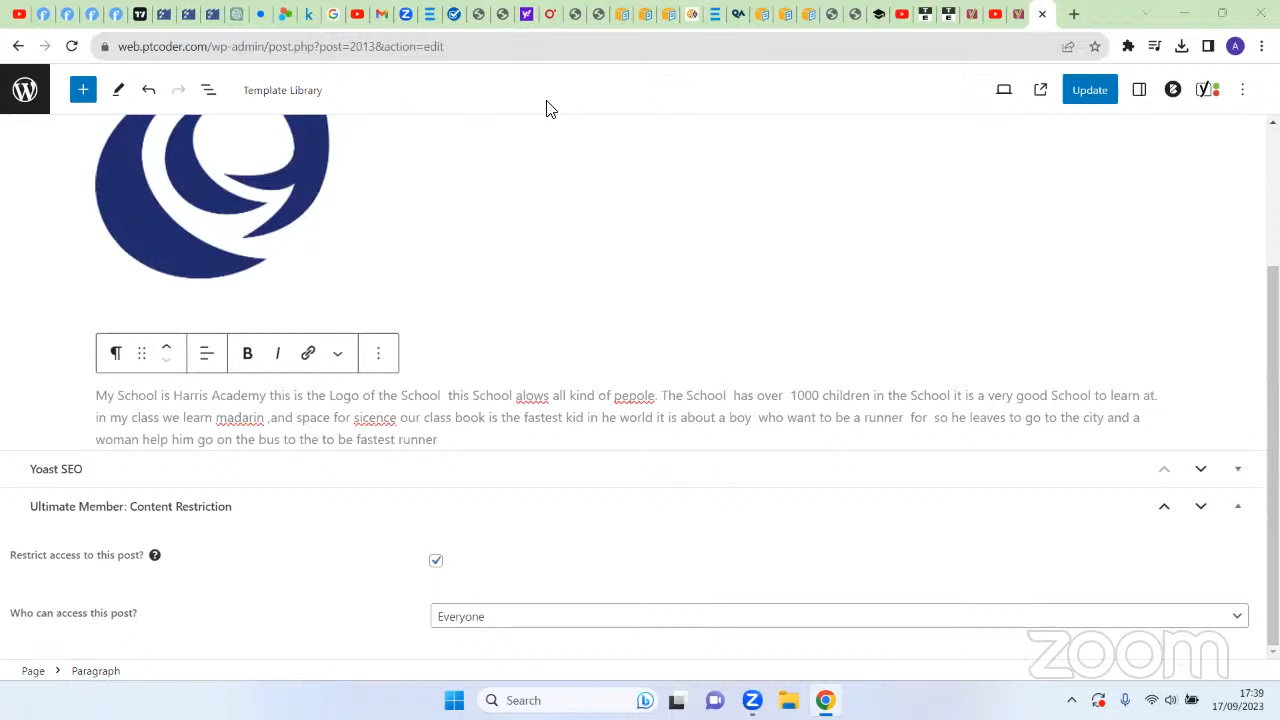 web.ptcoder.com/wp-admin/post.php?post=2013&action=edit
A
Template Library
Update
B I
My School is Harris Academy this is the Logo of the School this School alows all kind of pepole. The School has over 1000 children in the School it is a very good School to learn at.
in my class we learn madarin ,and space for sicence our class book is the fastest kid in he world it is about a boy who want to be a runner for so he leaves to go to the city and a
woman help him go on the bus to the to be fastest runner
Yoast SEO
Ultimate Member: Content Restriction
Restrict access to this post?
Who can access this post?
Everyone
zoom
Page > Paragraph
Search
17:39
17/09/2023